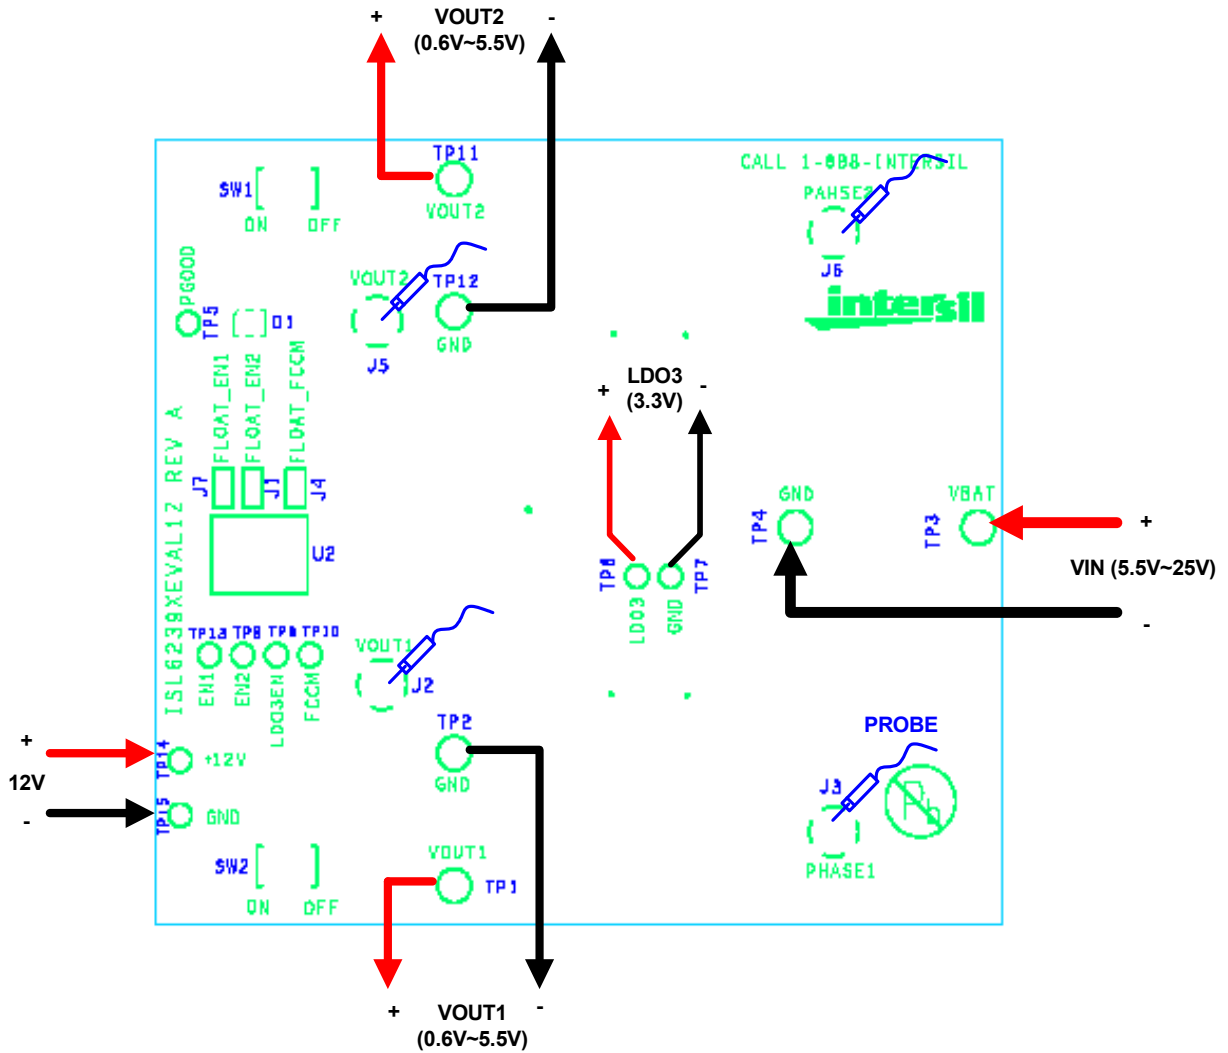 + VOUT2 -
(0.6V~5.5V)
TP11
VOUT2
SW1
ON OFF
CALL 1-888-INTERSIL
PAHSE2
J6
intersil
PGOOD
TP5
D1
VOUT2
J5
TP12
GND
FLOAT_EN1
FLOAT_EN2
FLOAT_FCCM
J7
J1
J4
U2
ISL6239XEVAL1Z REV A
+ LDO3 -
(3.3V)
TP6
LDO3
TP7
GND
GND
TP4
VBAT
TP3
+
VIN (5.5V~25V)
-
TP13 TP8 TP9 TP10
EN1
EN2
LDO3EN
FCCM
VOUT1
J2
TP2
GND
+
12V
-
TP14
+12V
TP15
GND
PROBE
J3
PHASE1
Pb
SW2
ON OFF
VOUT1
TP1
+ VOUT1 -
(0.6V~5.5V)